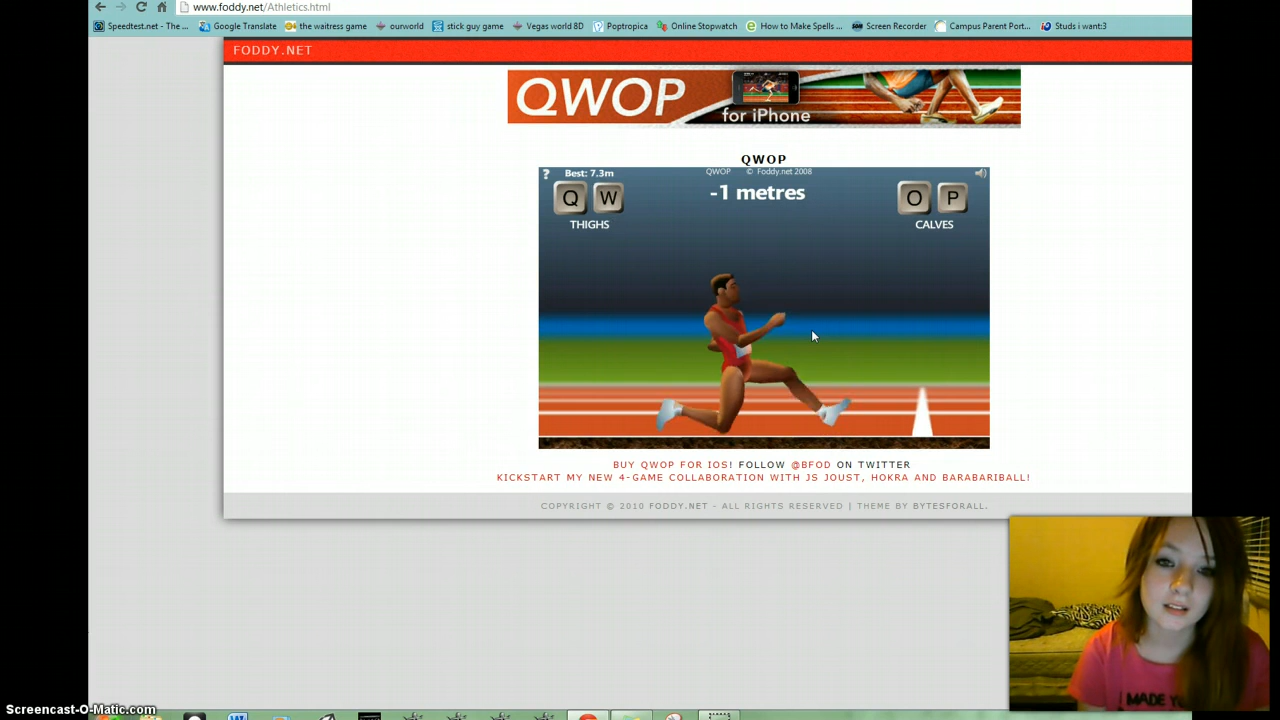 www.foddy.net/Athletics.html
Speedtest.net - The ... Google Translate the waitress game ourworld stick guy game Vegas world 8D Poptropica Online Stopwatch How to Make Spells ... Screen Recorder Campus Parent Port... Studs i want:3
FODDY.NET
QWOP
for iPhone
QWOP
? Best: 7.3m QWOP © Foddy.net 2008
-1 metres
Q W O P
THIGHS CALVES
BUY QWOP FOR IOS! FOLLOW @BFOD ON TWITTER
KICKSTART MY NEW 4-GAME COLLABORATION WITH JS JOUST, HOKRA AND BARABARIBALL!
COPYRIGHT © 2010 FODDY.NET - ALL RIGHTS RESERVED | THEME BY BYTESFORALL.
I MADE
Screencast-O-Matic.com